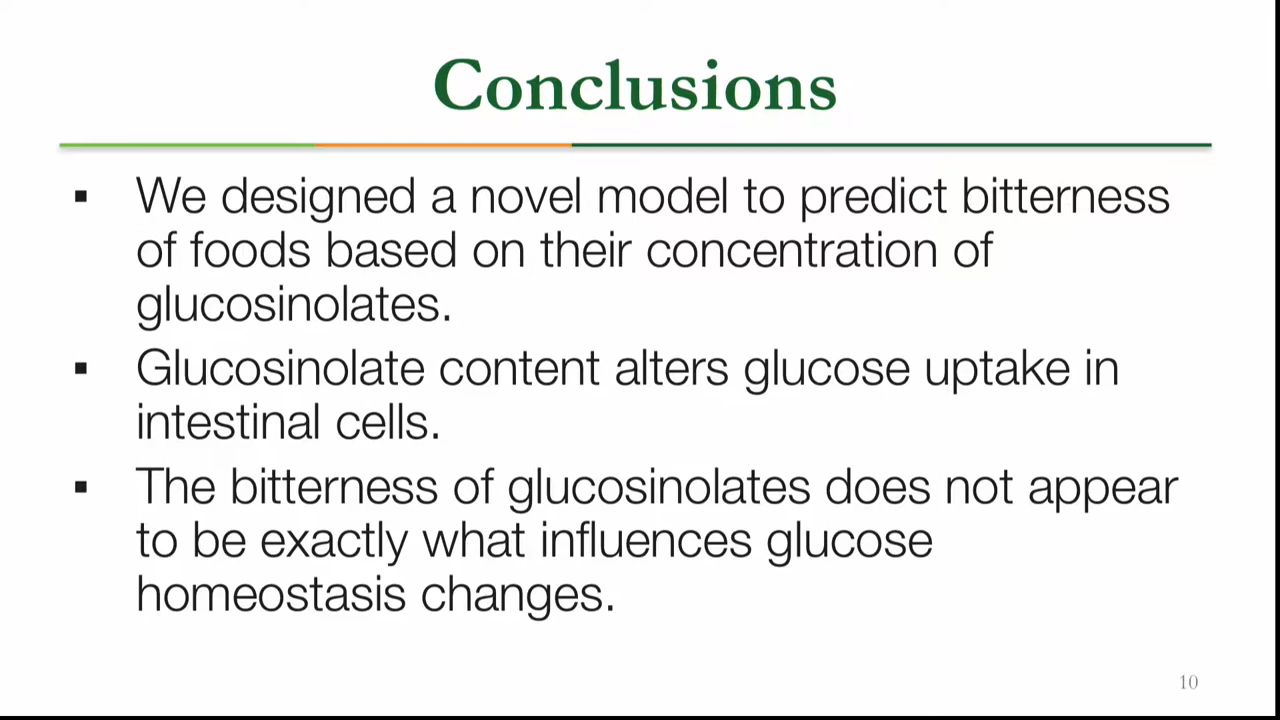 Conclusions
▪ We designed a novel model to predict bitterness
of foods based on their concentration of
glucosinolates.
▪ Glucosinolate content alters glucose uptake in
intestinal cells.
▪ The bitterness of glucosinolates does not appear
to be exactly what influences glucose
homeostasis changes.
10